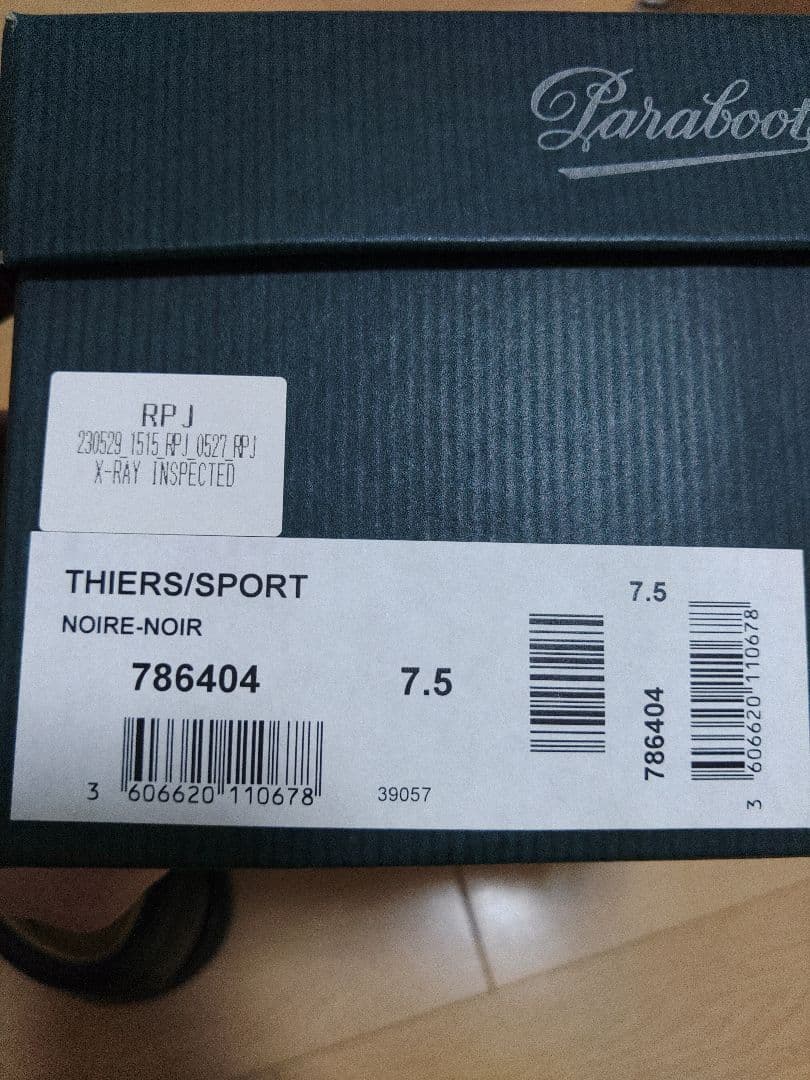 Paraboot
RPJ
230529_1515_RPJ_0527_RPJ
X-RAY INSPECTED
THIERS/SPORT
NOIRE-NOIR
786404
7.5
3 606620 110678
39057
7.5
786404
3 606620 110678